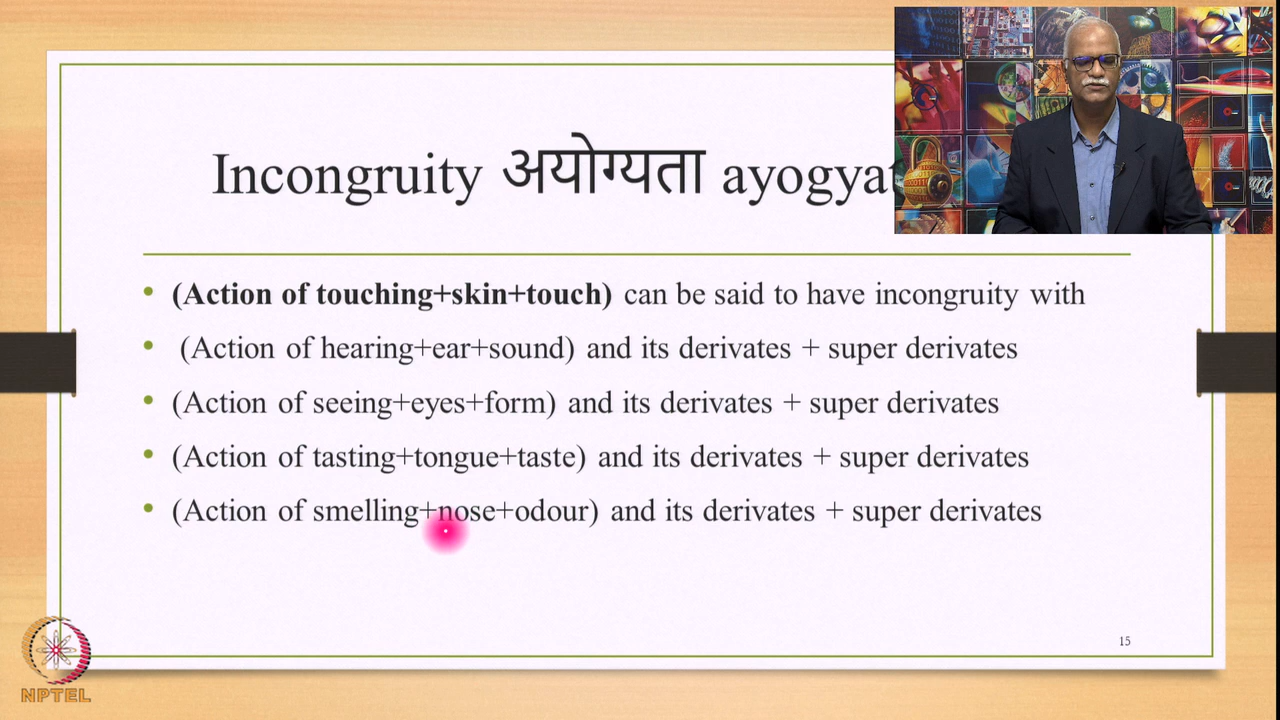 Incongruity अयोग्यता ayogyat
• (Action of touching+skin+touch) can be said to have incongruity with
• (Action of hearing+ear+sound) and its derivates + super derivates
• (Action of seeing+eyes+form) and its derivates + super derivates
• (Action of tasting+tongue+taste) and its derivates + super derivates
• (Action of smelling+nose+odour) and its derivates + super derivates
15
NPTEL